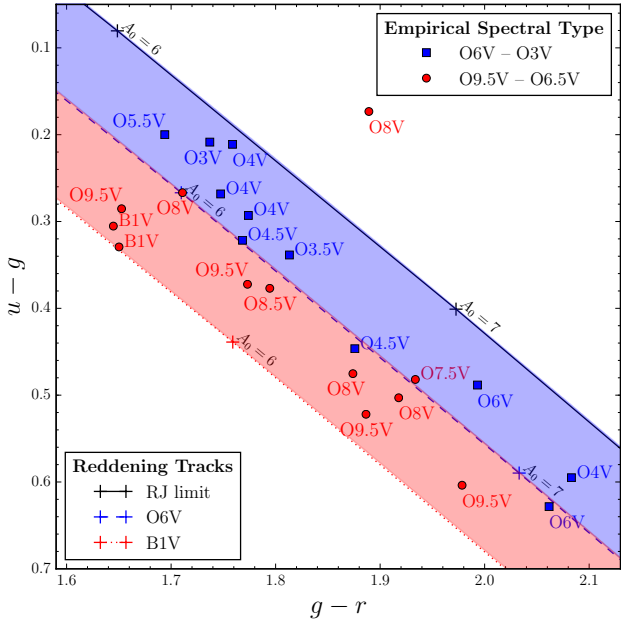 Empirical Spectral Type
O6V – O3V
O9.5V – O6.5V
0.1
0.2
0.3
0.4
0.5
0.6
0.7
u − g
A₀ = 6
O8V
O5.5V
O3V
O4V
O9.5V
O8V
A₀ = 6
O4V
B1V
O4V
B1V
O4.5V
O3.5V
O9.5V
O8.5V
A₀ = 7
A₀ = 6
O4.5V
O8V
O7.5V
O9.5V
O8V
O6V
O4V
A₀ = 7
O9.5V
O6V
Reddening Tracks
RJ limit
O6V
B1V
1.6
1.7
1.8
1.9
2.0
2.1
g − r